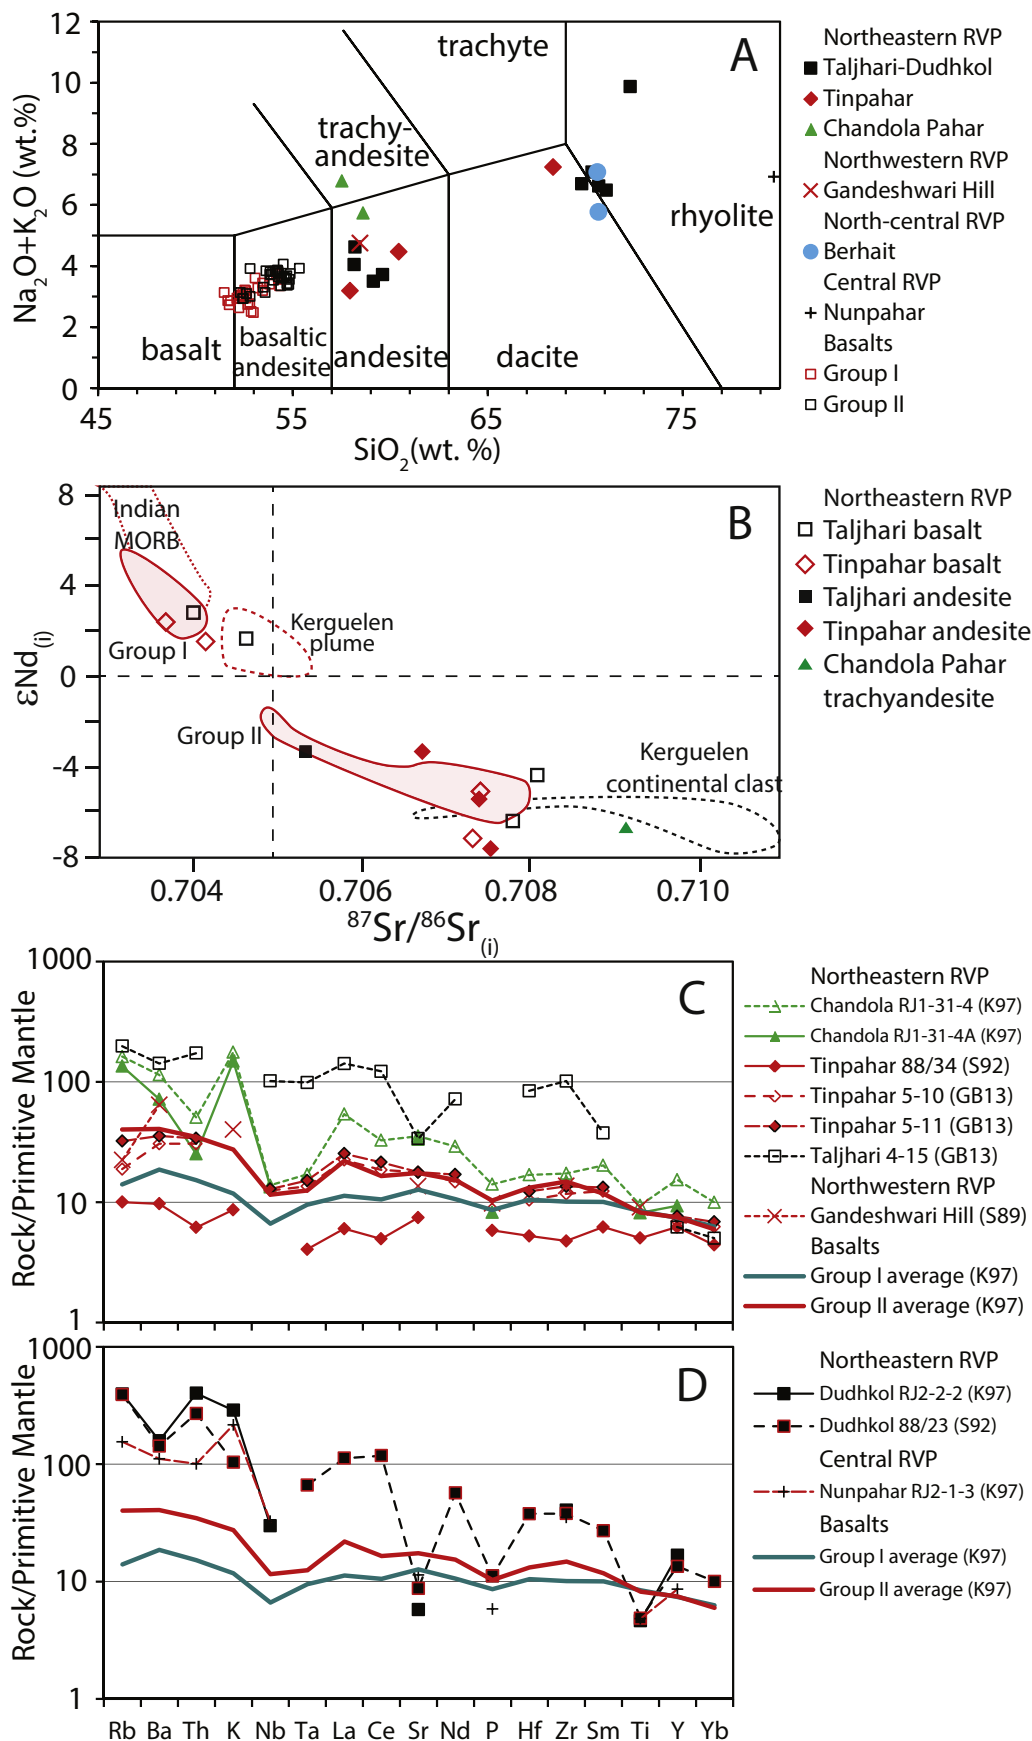 12
10
8
6
4
2
0
Na2O+K2O (wt.%)
45
55
65
75
SiO2(wt. %)
A
trachyte
trachy-
andesite
rhyolite
basalt
basaltic
andesite
andesite
dacite
Northeastern RVP
Taljhari-Dudhkol
Tinpahar
Chandola Pahar
Northwestern RVP
Gandeshwari Hill
North-central RVP
Berhait
Central RVP
Nunpahar
Basalts
Group I
Group II
8
4
0
-4
-8
εNd(i)
0.704
0.706
0.708
0.710
87Sr/86Sr(i)
B
Indian
MORB
Group I
Kerguelen
plume
Group II
Kerguelen
continental clast
Northeastern RVP
Taljhari basalt
Tinpahar basalt
Taljhari andesite
Tinpahar andesite
Chandola Pahar
trachyandesite
1000
100
10
1
Rock/Primitive Mantle
C
Northeastern RVP
Chandola RJ1-31-4 (K97)
Chandola RJ1-31-4A (K97)
Tinpahar 88/34 (S92)
Tinpahar 5-10 (GB13)
Tinpahar 5-11 (GB13)
Taljhari 4-15 (GB13)
Northwestern RVP
Gandeshwari Hill (S89)
Basalts
Group I average (K97)
Group II average (K97)
1000
100
10
1
Rock/Primitive Mantle
D
Northeastern RVP
Dudhkol RJ2-2-2 (K97)
Dudhkol 88/23 (S92)
Central RVP
Nunpahar RJ2-1-3 (K97)
Basalts
Group I average (K97)
Group II average (K97)
Rb Ba Th K Nb Ta La Ce Sr Nd P Hf Zr Sm Ti Y Yb